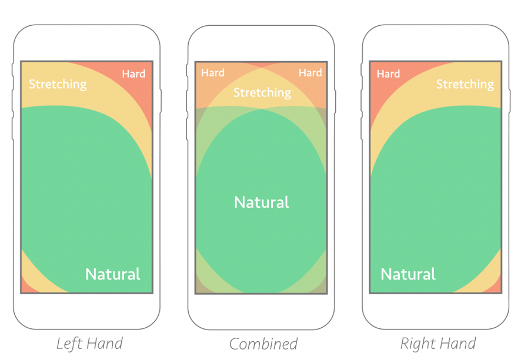 Stretching
Hard
Natural
Left Hand
Hard
Hard
Stretching
Natural
Combined
Hard
Stretching
Natural
Right Hand